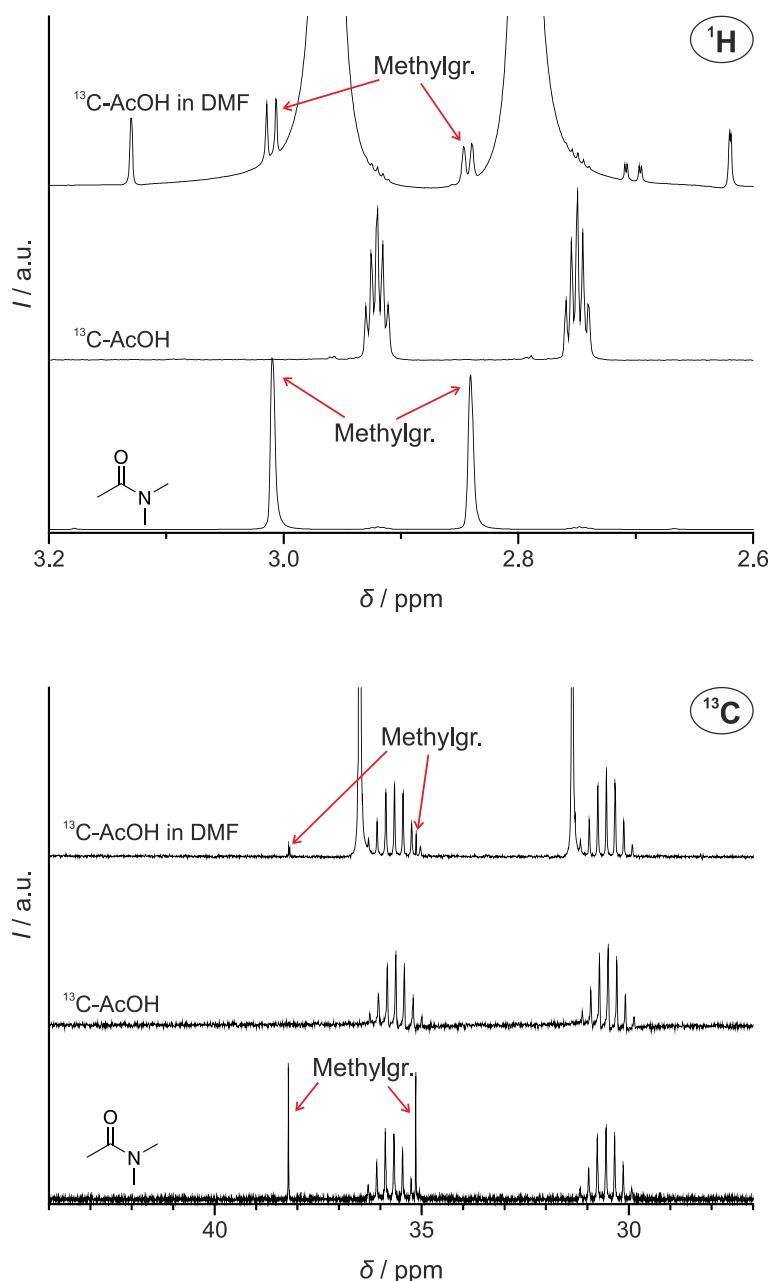 ¹H
Methylgr.
¹³C-AcOH in DMF
¹³C-AcOH
Methylgr.
O
N
I / a.u.
3.2 3.0 2.8 2.6
δ / ppm
¹³C
Methylgr.
¹³C-AcOH in DMF
¹³C-AcOH
Methylgr.
O
N
I / a.u.
40 35 30
δ / ppm